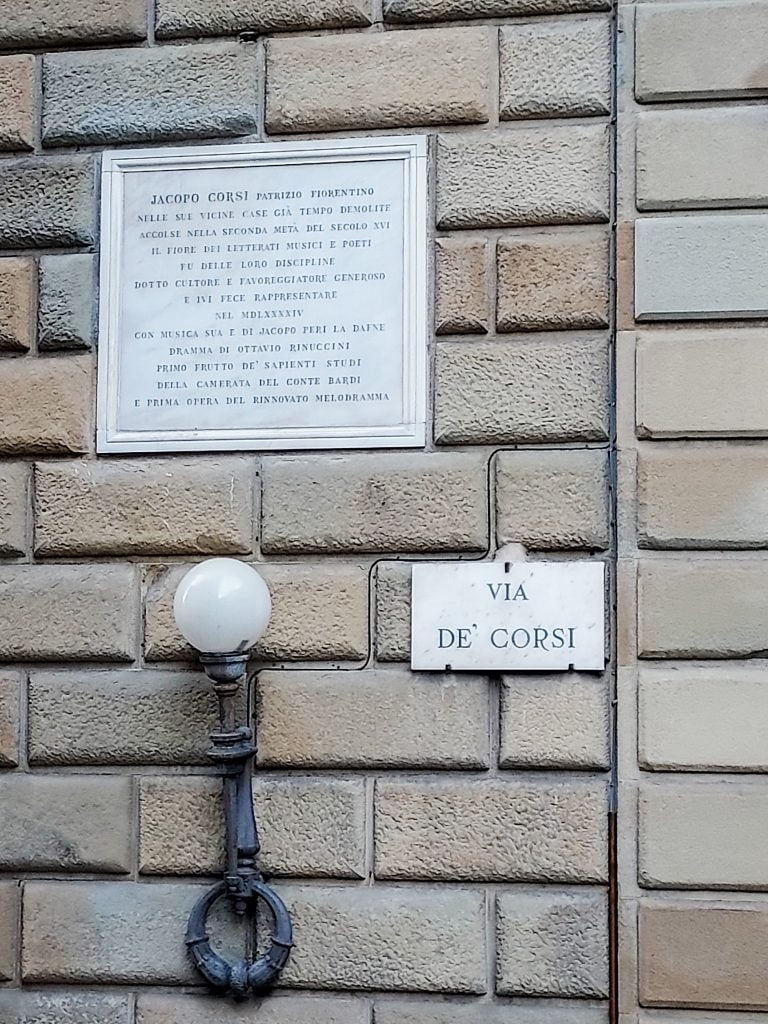 JACOPO CORSI PATRIZIO FIORENTINO
NELLE SUE VICINE CASE GIÀ TEMPO DEMOLITE
ACCOLSE NELLA SECONDA METÀ DEL SECOLO XVI
IL FIORE DEI LETTERATI MUSICI E POETI
FU DELLE LORO DISCIPLINE
DOTTO CULTORE E FAVOREGGIATORE GENEROSO
E IVI FECE RAPPRESENTARE
NEL MDLXXXXIV
CON MUSICA SUA E DI JACOPO PERI LA DAFNE
DRAMMA DI OTTAVIO RINUCCINI
PRIMO FRUTTO DE' SAPIENTI STUDI
DELLA CAMERATA DEL CONTE BARDI
E PRIMA OPERA DEL RINNOVATO MELODRAMMA
VIA
DE' CORSI